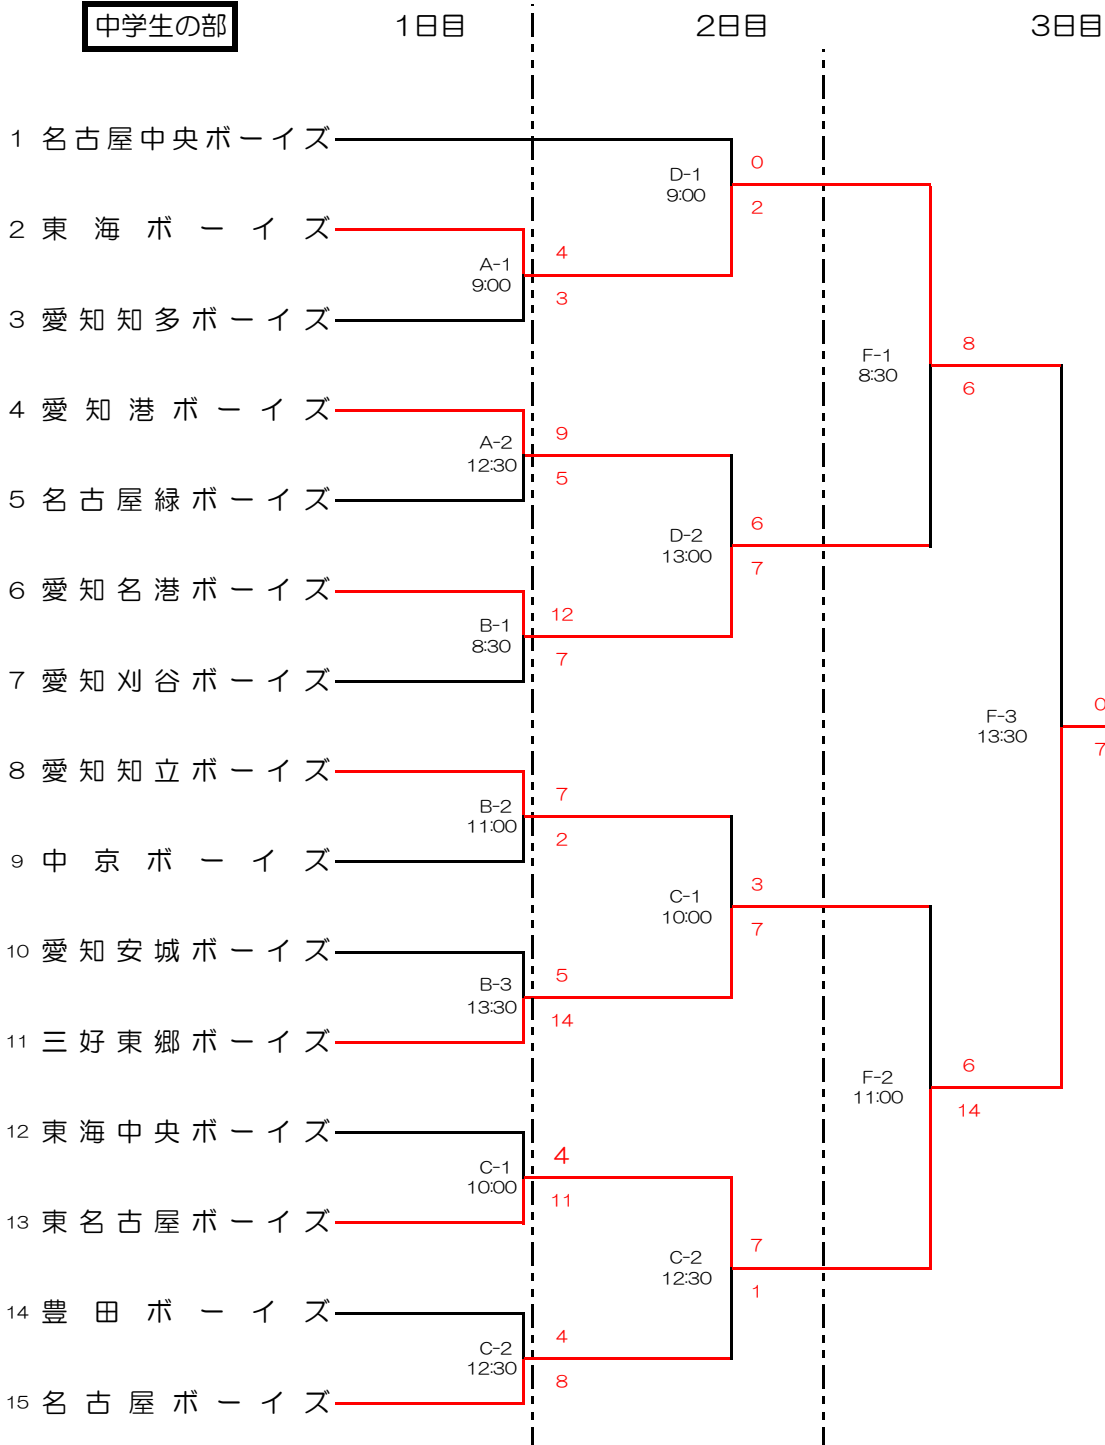 中学生の部 1日目 2日目 3日目
1 名古屋中央ボーイズ
D-1
9:00
0
2
2 東海ボーイズ
A-1
9:00
4
3
3 愛知知多ボーイズ
F-1
8:30
8
6
4 愛知港ボーイズ
A-2
12:30
9
5
5 名古屋緑ボーイズ
D-2
13:00
6
7
6 愛知名港ボーイズ
B-1
8:30
12
7
7 愛知刈谷ボーイズ
F-3
13:30
0
7
8 愛知知立ボーイズ
B-2
11:00
7
2
9 中京ボーイズ
C-1
10:00
3
7
10 愛知安城ボーイズ
B-3
13:30
5
14
11 三好東郷ボーイズ
F-2
11:00
6
14
12 東海中央ボーイズ
C-1
10:00
4
11
13 東名古屋ボーイズ
C-2
12:30
7
1
14 豊田ボーイズ
C-2
12:30
4
8
15 名古屋ボーイズ